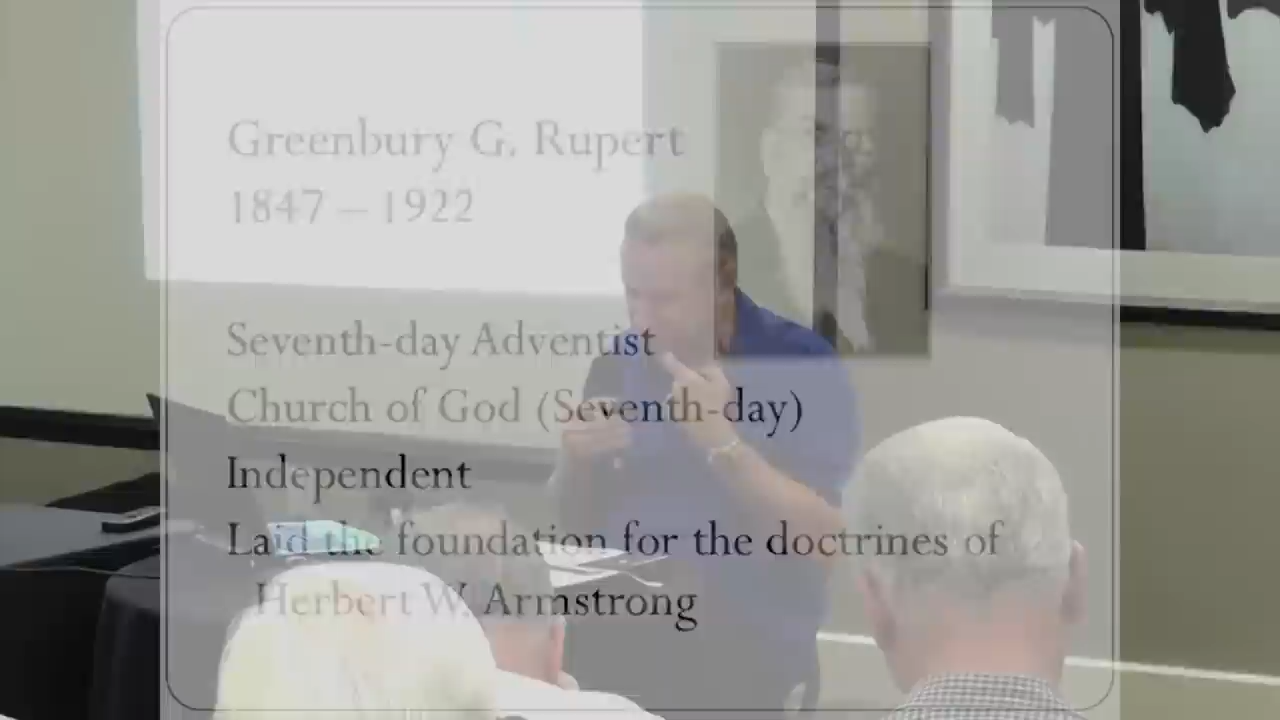 Greenbury G. Rupert
1847 – 1922
Seventh-day Adventist
Church of God (Seventh-day)
Independent
Laid the foundation for the doctrines of
Herbert W. Armstrong